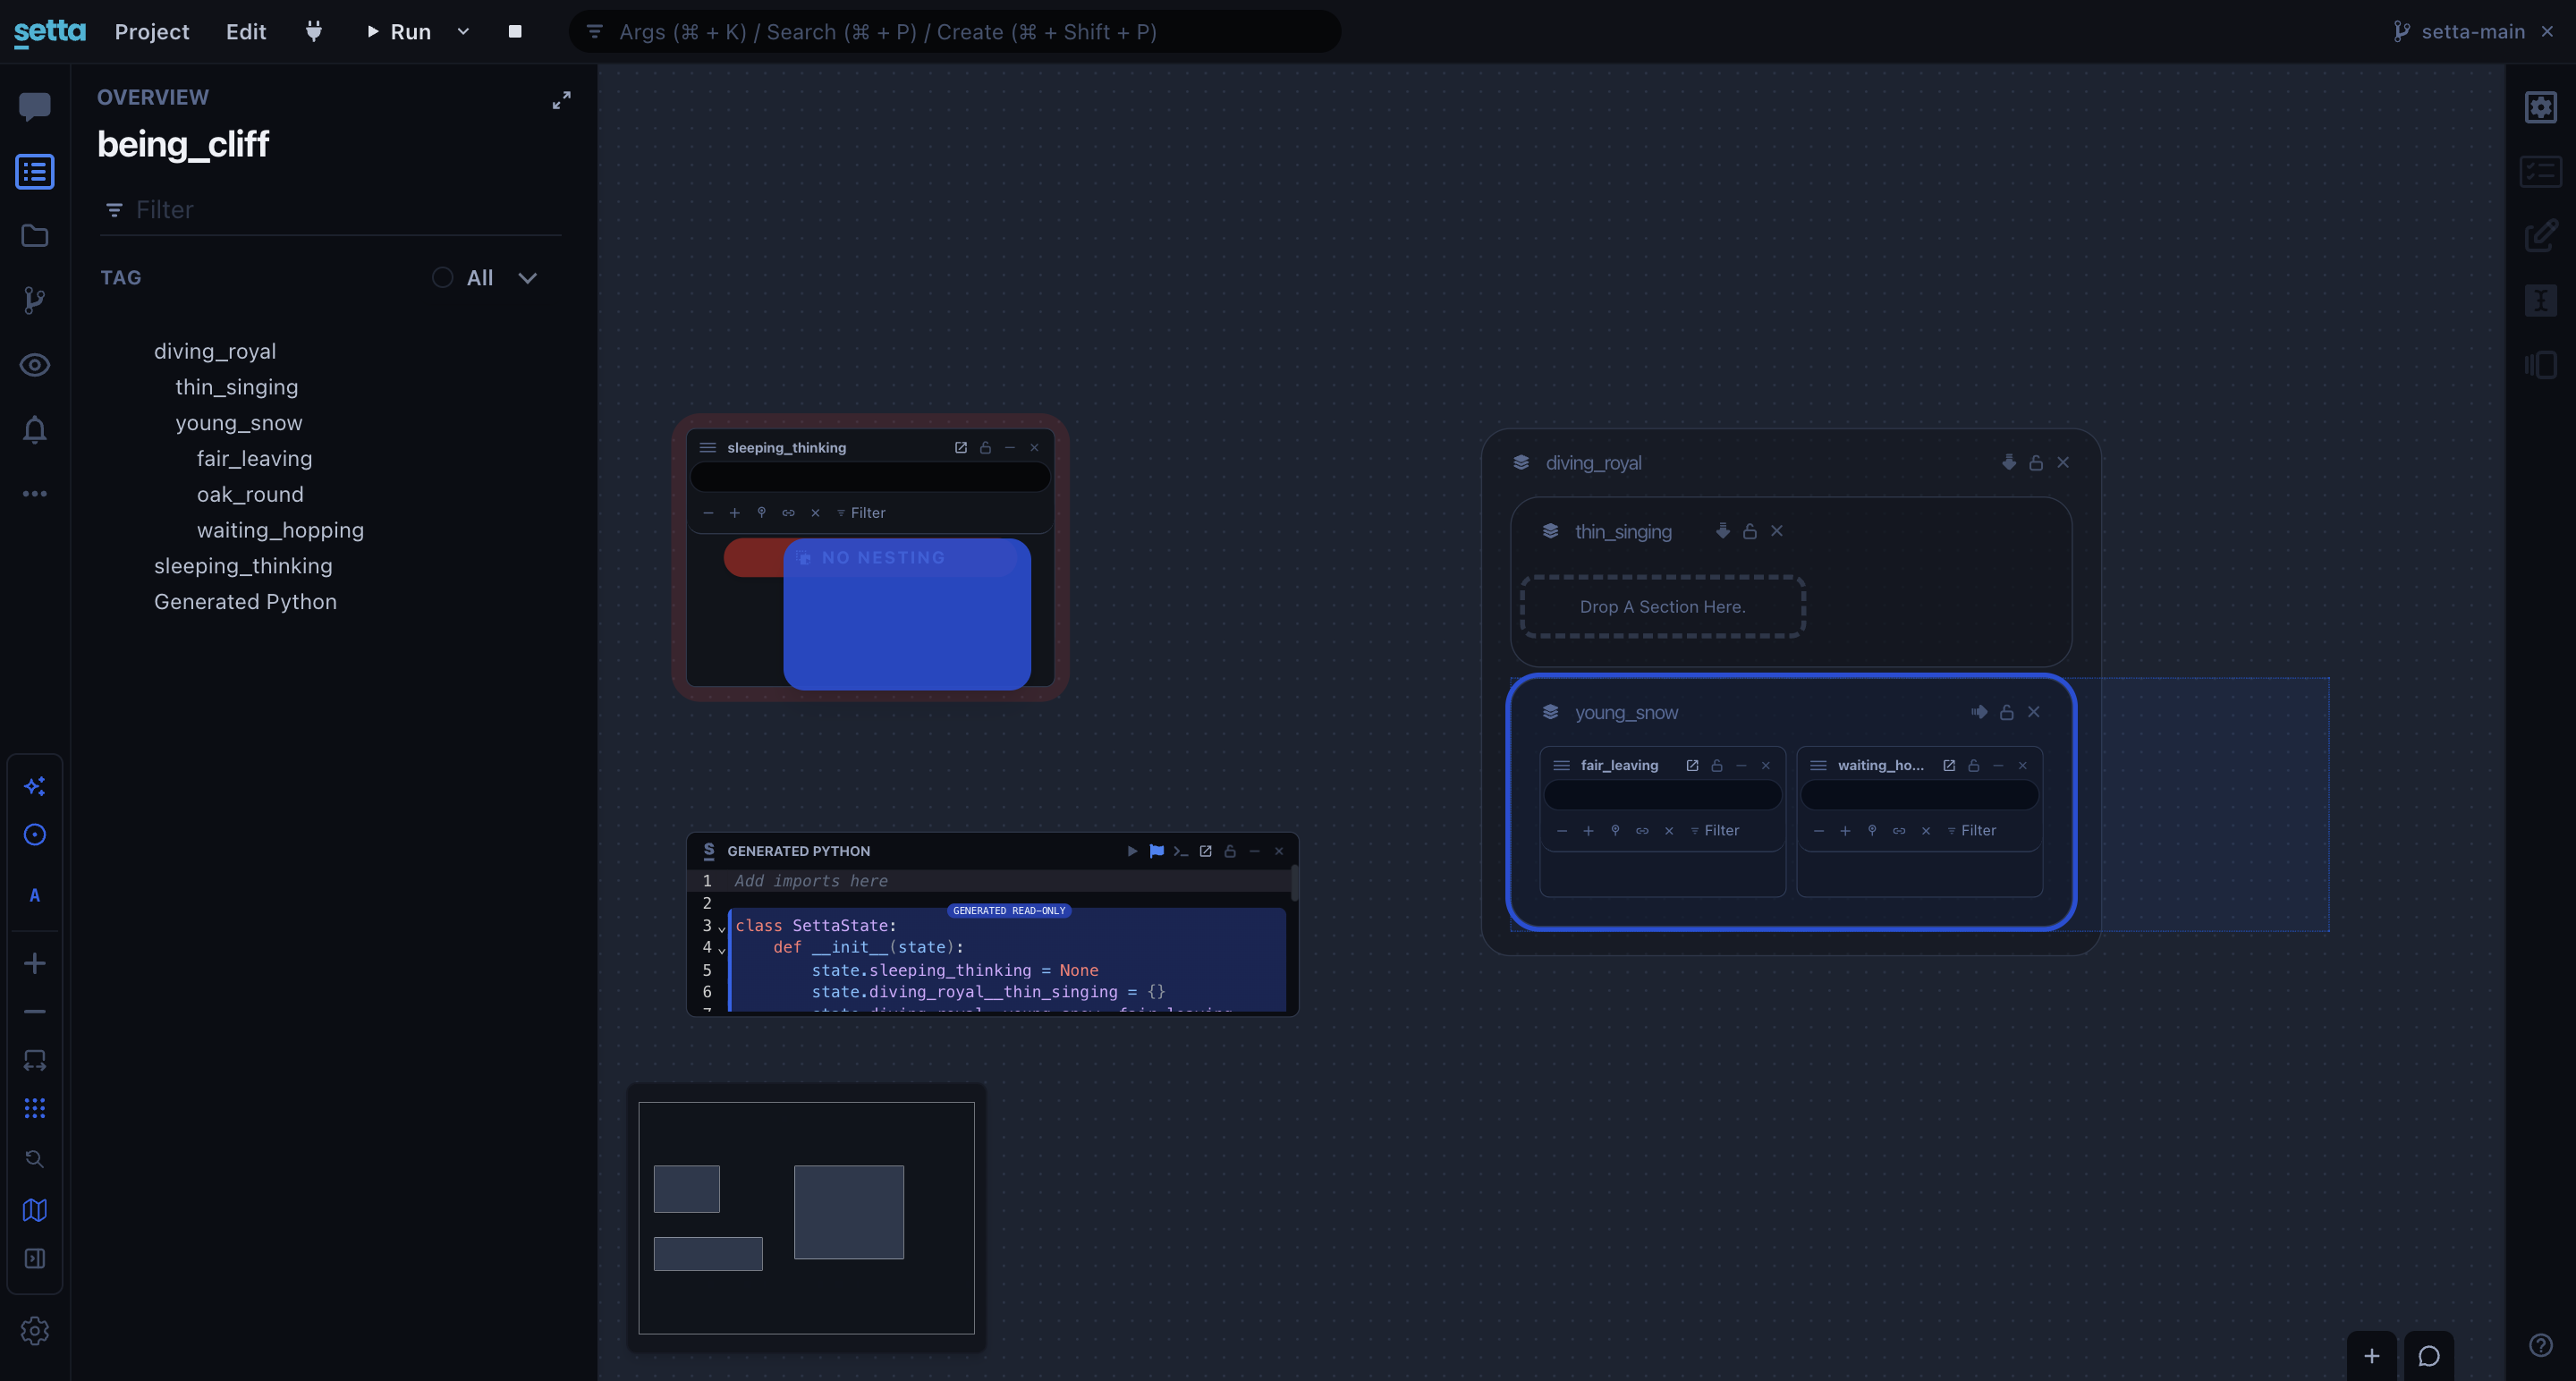 setta
Project
Edit
Run
Args (⌘ + K) / Search (⌘ + P) / Create (⌘ + Shift + P)
setta-main
OVERVIEW
being_cliff
Filter
TAG
All
diving_royal
thin_singing
young_snow
fair_leaving
oak_round
waiting_hopping
sleeping_thinking
Generated Python
A
sleeping_thinking
Filter
NO NESTING
diving_royal
thin_singing
Drop A Section Here.
young_snow
fair_leaving
Filter
waiting_ho...
Filter
S GENERATED PYTHON
1 Add imports here
2
GENERATED READ-ONLY
3 class SettaState:
4 def __init__(state):
5 state.sleeping_thinking = None
6 state.diving_royal__thin_singing = {}
7 state.diving_royal__young_snow__fair_leaving